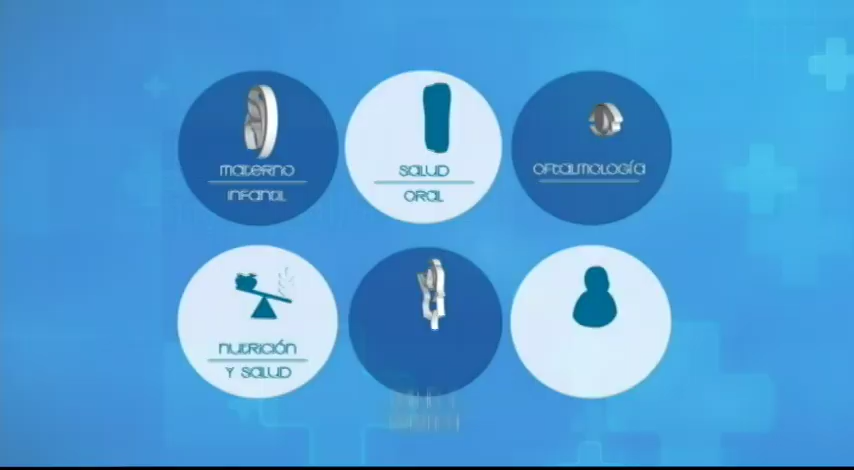 MATERNO
INFANTIL
SALUD
ORAL
OFTALMOLOGÍA
NUTRICIÓN
Y SALUD